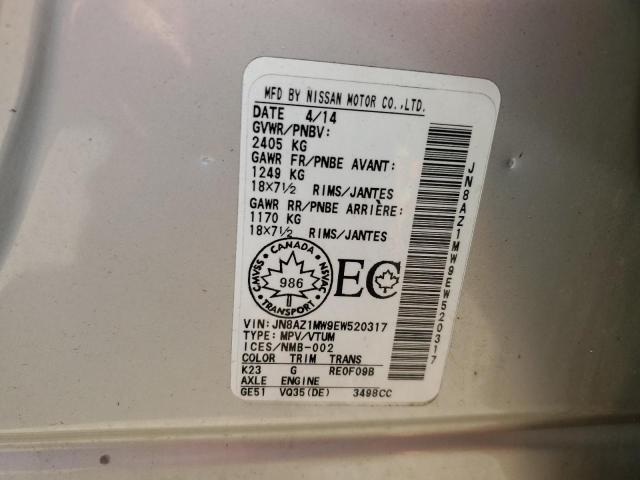 MFD BY NISSAN MOTOR CO.,LTD.
DATE 4/14
GVWR/PNBV:
2405 KG
GAWR FR/PNBE AVANT:
1249 KG
18×7½ RIMS/JANTES
GAWR RR/PNBE ARRIÈRE:
1170 KG
18×7½ RIMS/JANTES
CANADA
CMVSS 986 NSVAC
TRANSPORT
EC
VIN: JN8AZ1MW9EW520317
TYPE: MPV/VTUM
ICES/NMB-002
COLOR TRIM TRANS
K23 G RE0F09B
AXLE ENGINE
GE51 VQ35(DE) 3498CC
JN8AZ1MW9EW520317